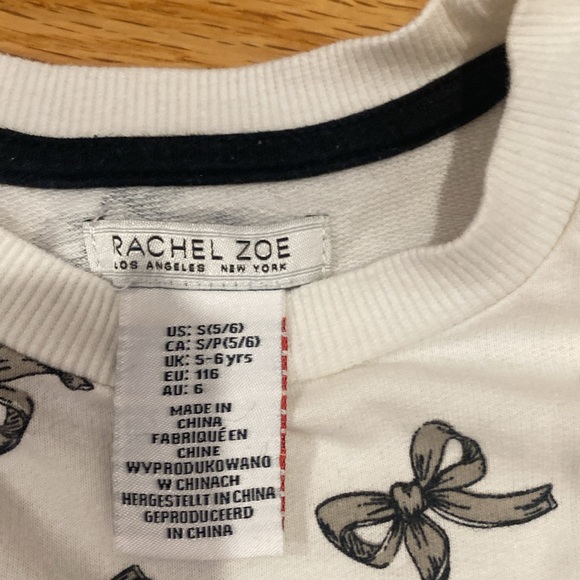 RACHEL ZOE
LOS ANGELES NEW YORK
US: S(5/6)
CA: S/P(5/6)
UK: 5-6 yrs
EU: 116
AU: 6
MADE IN
CHINA
FABRIQUÉ EN
CHINE
WYPRODUKOWANO
W CHINACH
HERGESTELLT IN CHINA
GEPRODUCEERD
IN CHINA